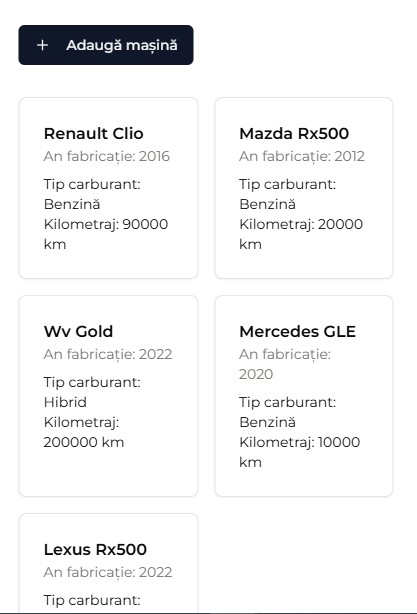 + Adaugă mașină
Renault Clio
An fabricație: 2016
Tip carburant:
Benzină
Kilometraj: 90000
km
Mazda Rx500
An fabricație: 2012
Tip carburant:
Benzină
Kilometraj: 20000
km
Wv Gold
An fabricație: 2022
Tip carburant:
Hibrid
Kilometraj:
200000 km
Mercedes GLE
An fabricație:
2020
Tip carburant:
Benzină
Kilometraj: 10000
km
Lexus Rx500
An fabricație: 2022
Tip carburant: